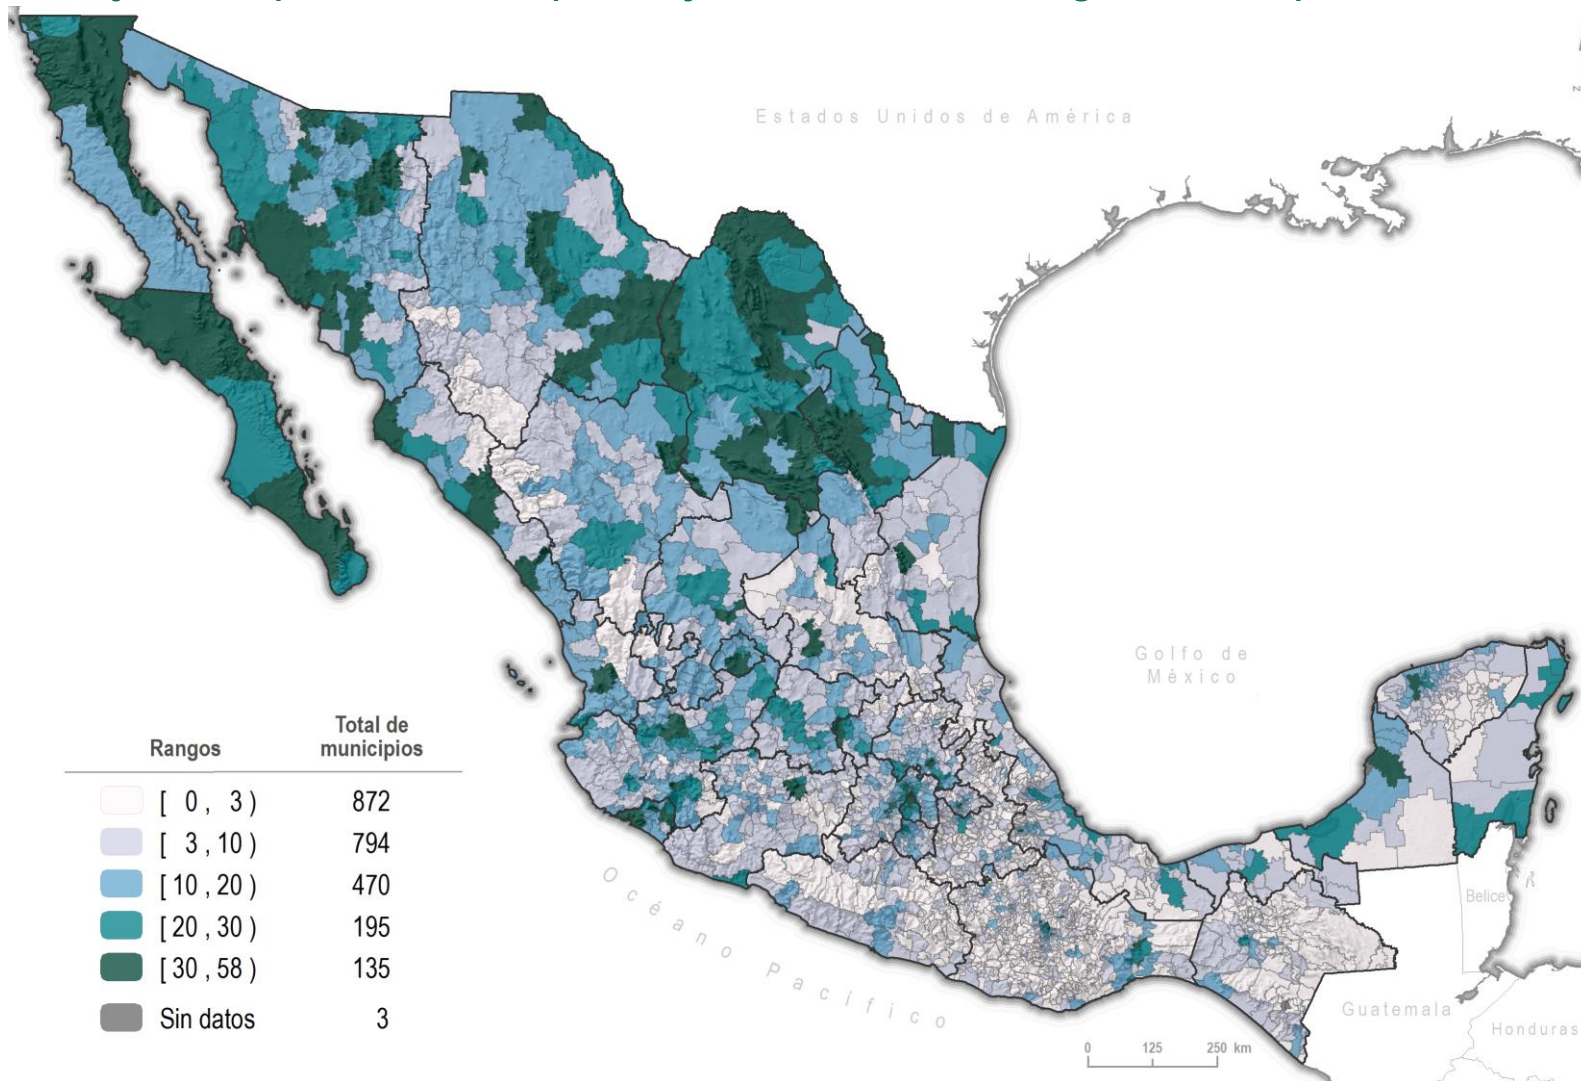 Estados Unidos de América
Golfo de
México
Océano Pacífico
Belice
Guatemala
Honduras
Rangos
Total de
municipios
[ 0 , 3 ) 872
[ 3 , 10 ) 794
[ 10 , 20 ) 470
[ 20 , 30 ) 195
[ 30 , 58 ) 135
Sin datos 3
0 125 250 km